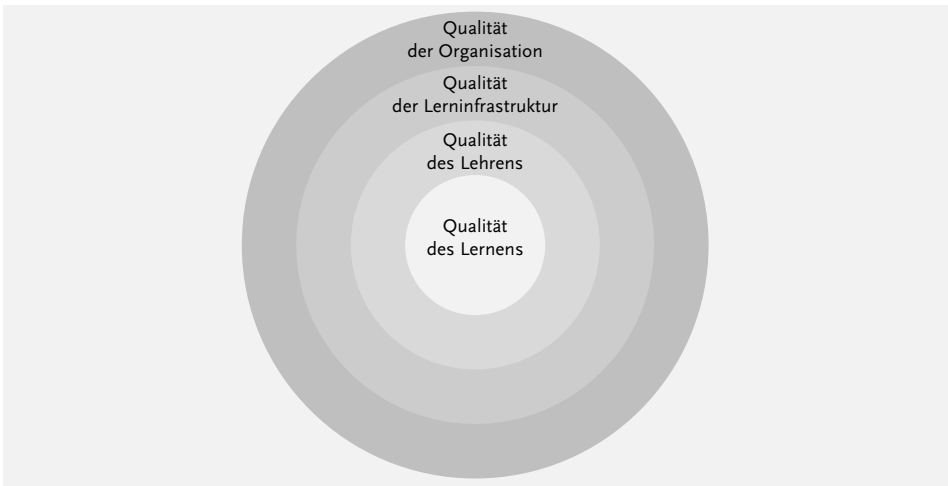 Qualität
der Organisation
Qualität
der Lerninfrastruktur
Qualität
des Lehrens
Qualität
des Lernens